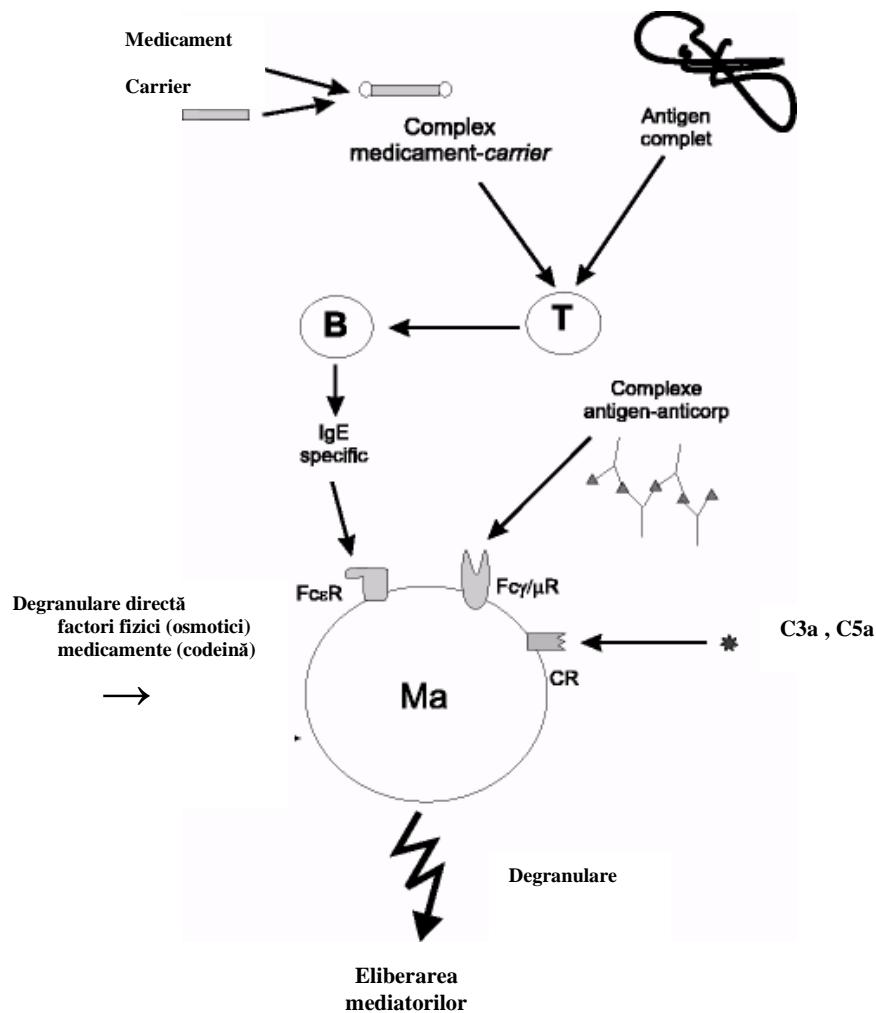 Medicament
Carrier
Complex
medicament-carrier
Antigen
complet
B
T
Complexe
antigen-anticorp
IgE
specific
FcεR
Fcγ/μR
Degranulare directă
factori fizici (osmotici)
medicamente (codeină)
C3a , C5a
CR
Ma
Degranulare
Eliberarea
mediatorilor